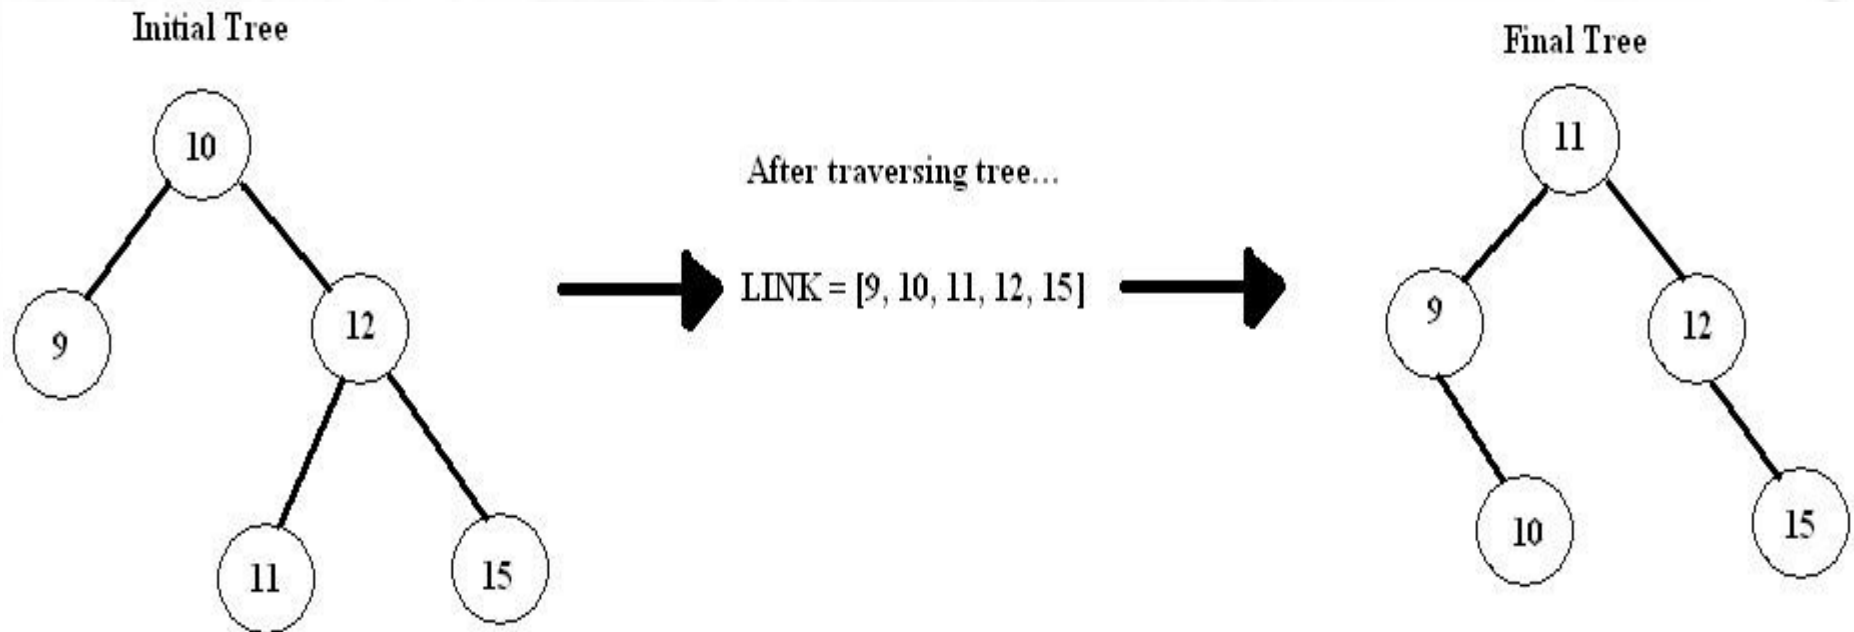 Initial Tree
Final Tree
10
11
After traversing tree...
LINK = [9, 10, 11, 12, 15]
9
12
9
12
11
15
10
15